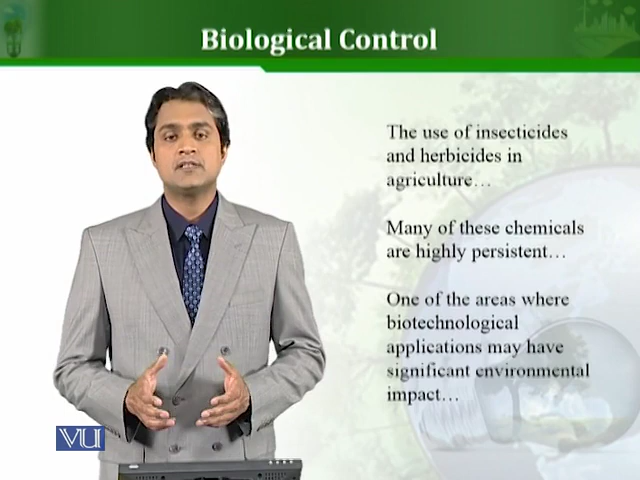 Biological Control
The use of insecticides
and herbicides in
agriculture…
Many of these chemicals
are highly persistent…
One of the areas where
biotechnological
applications may have
significant environmental
impact…
VU